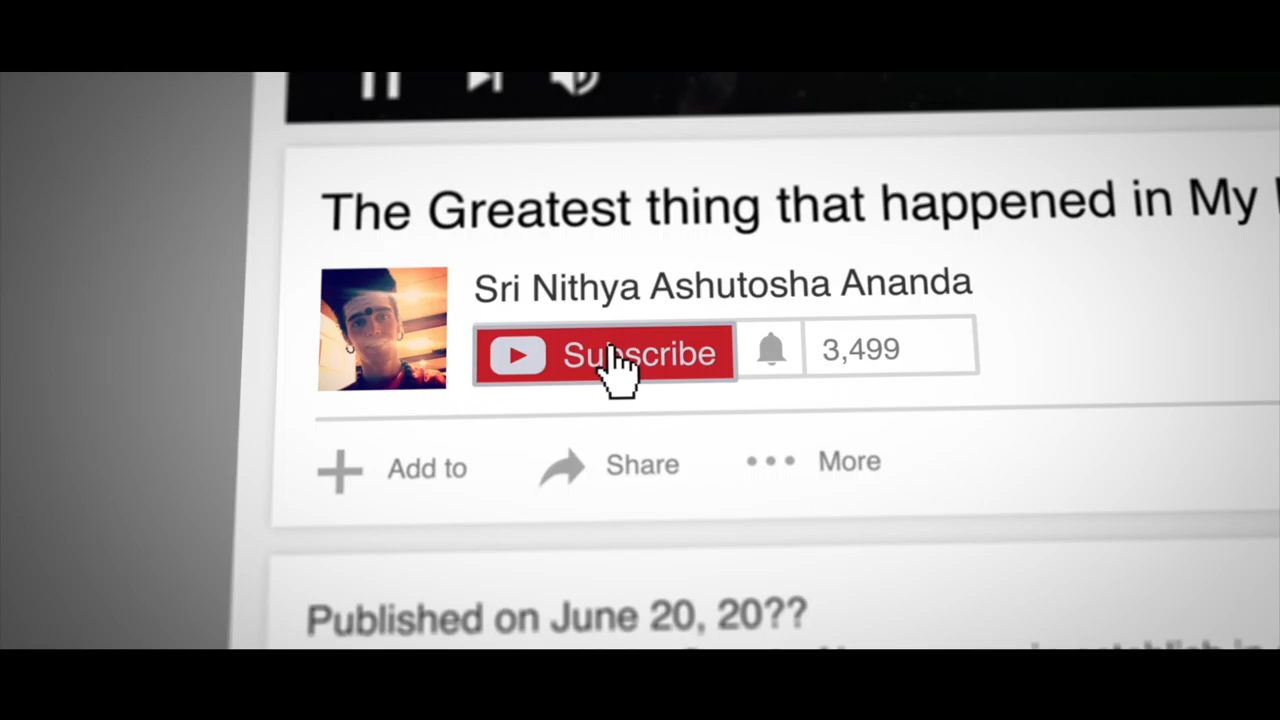 The Greatest thing that happened in My
Sri Nithya Ashutosha Ananda
Subscribe 3,499
Add to Share More
Published on June 20, 20??